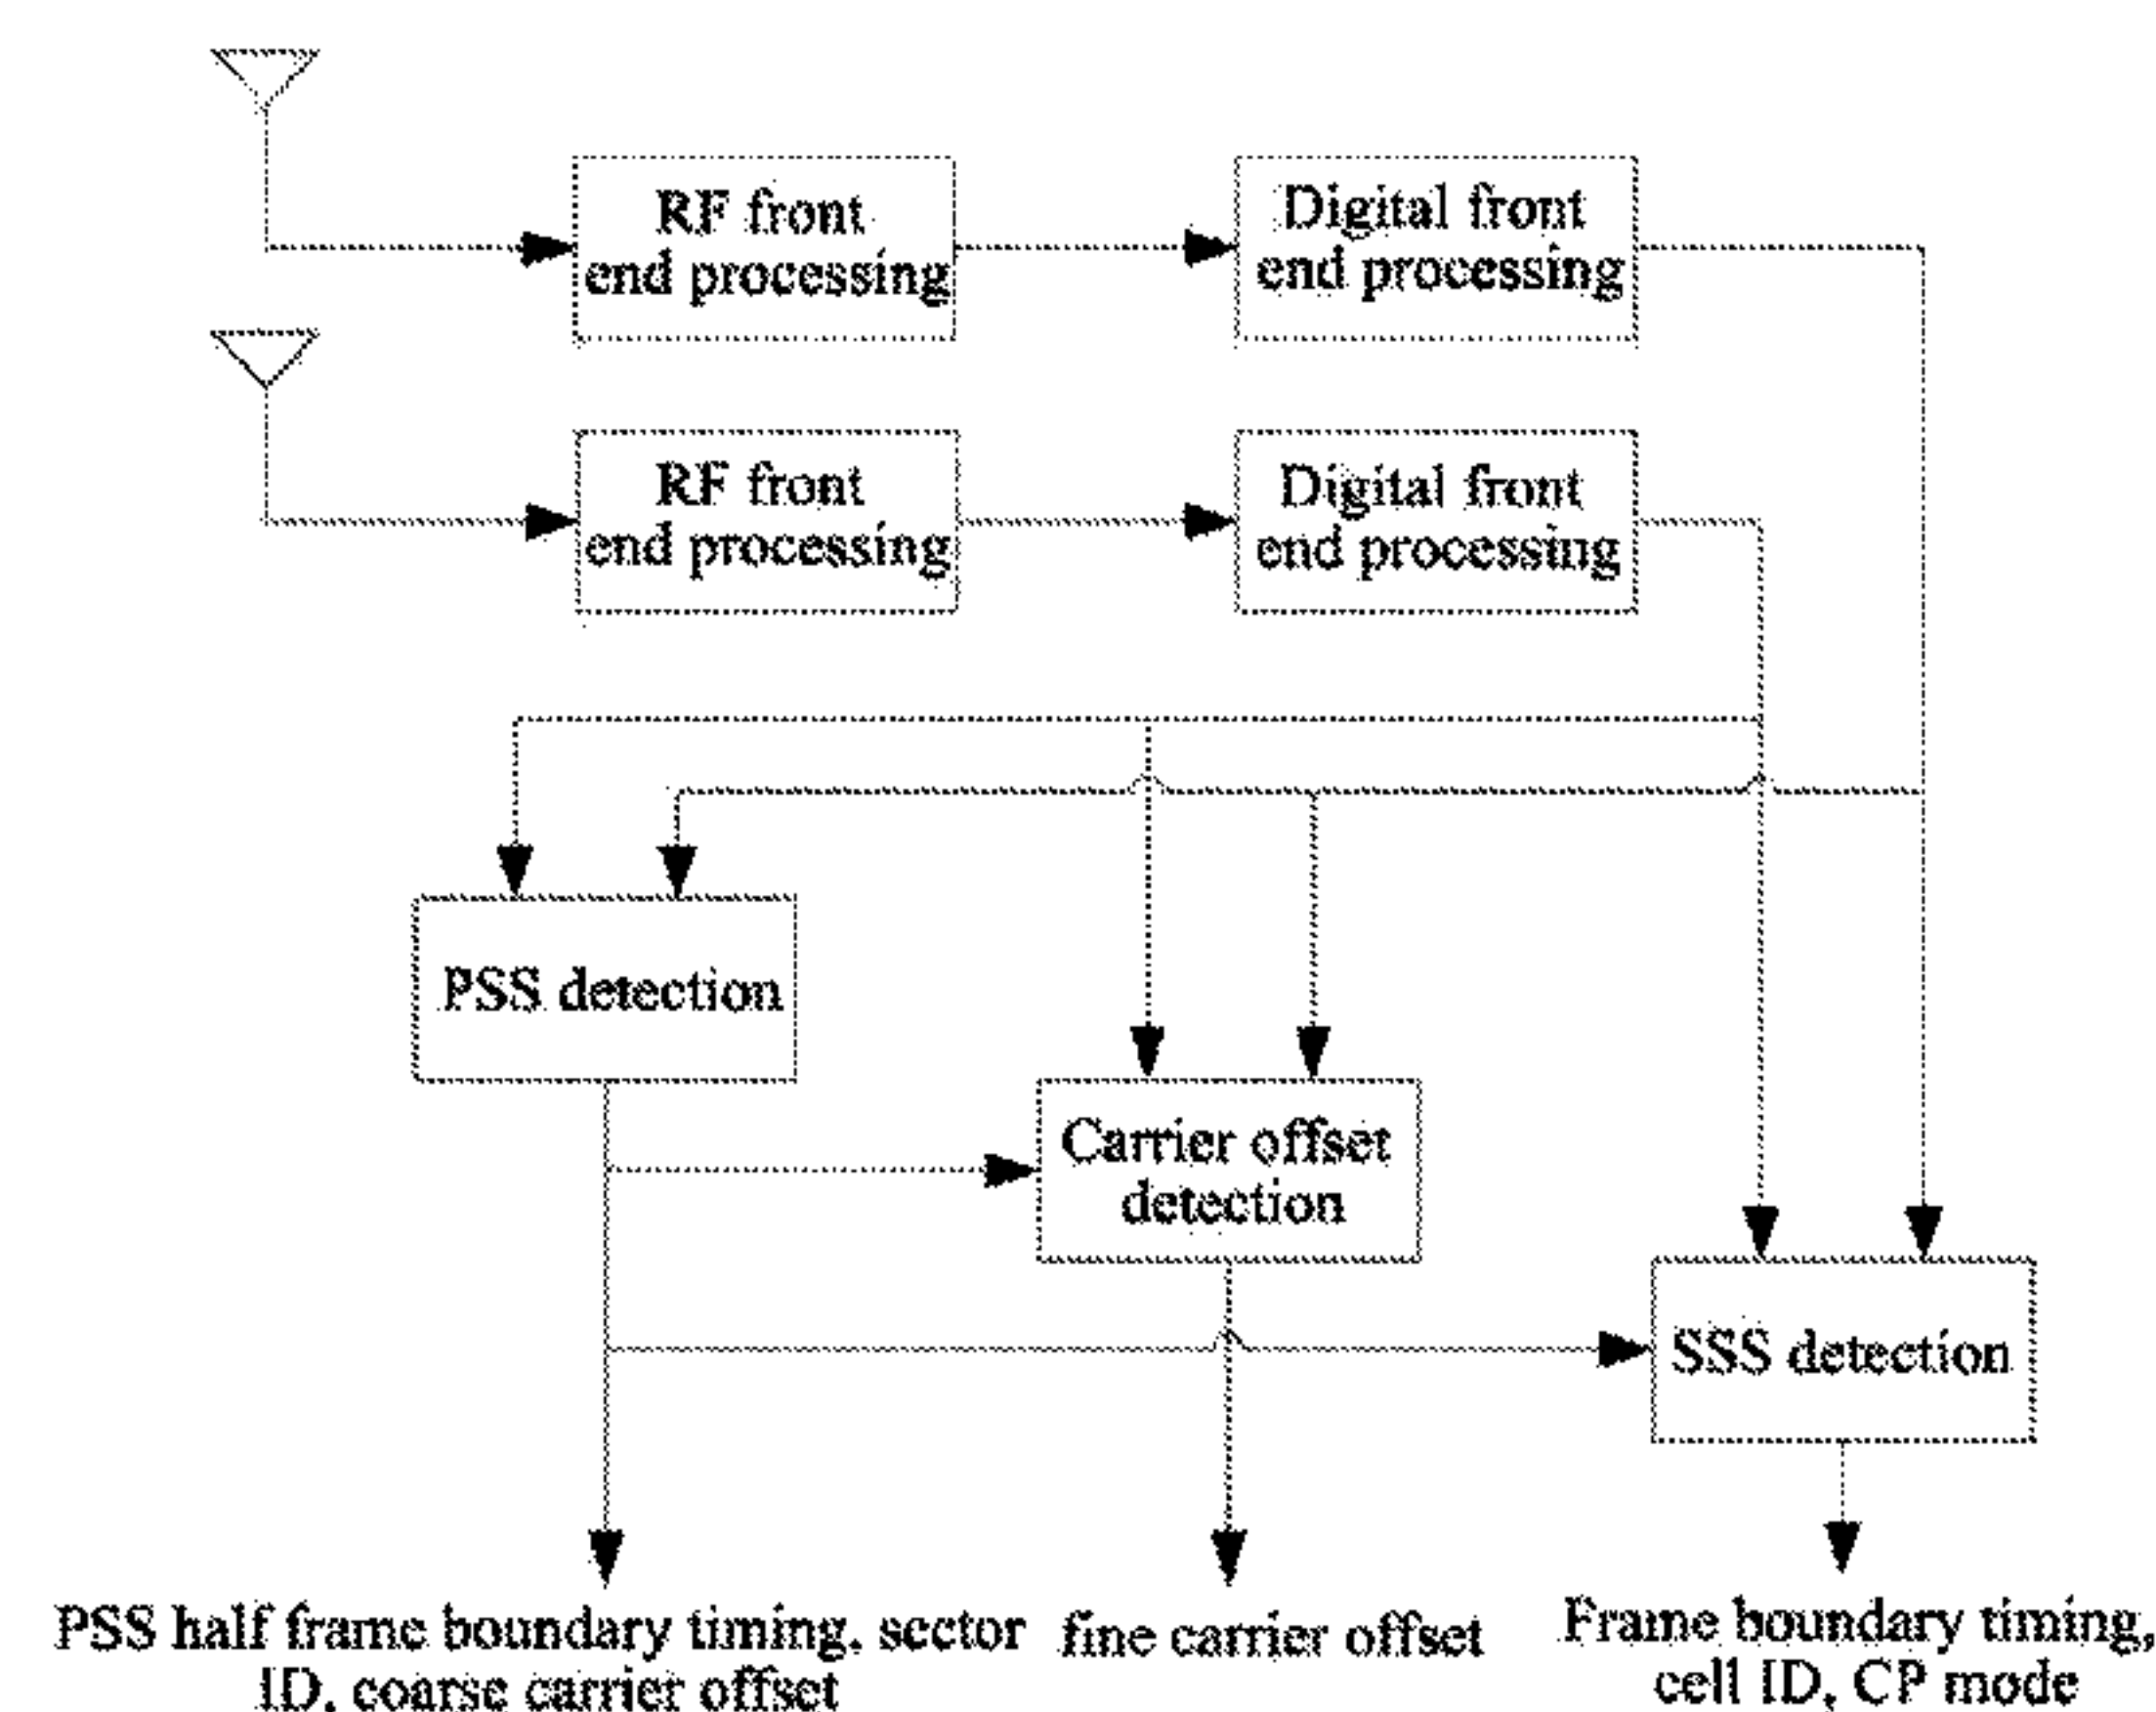 RF front
end processing
Digital front
end processing
RF front
end processing
Digital front
end processing
PSS detection
Carrier offset
detection
SSS detection
PSS half frame boundary timing, sector
ID, coarse carrier offset
fine carrier offset
Frame boundary timing,
cell ID, CP mode